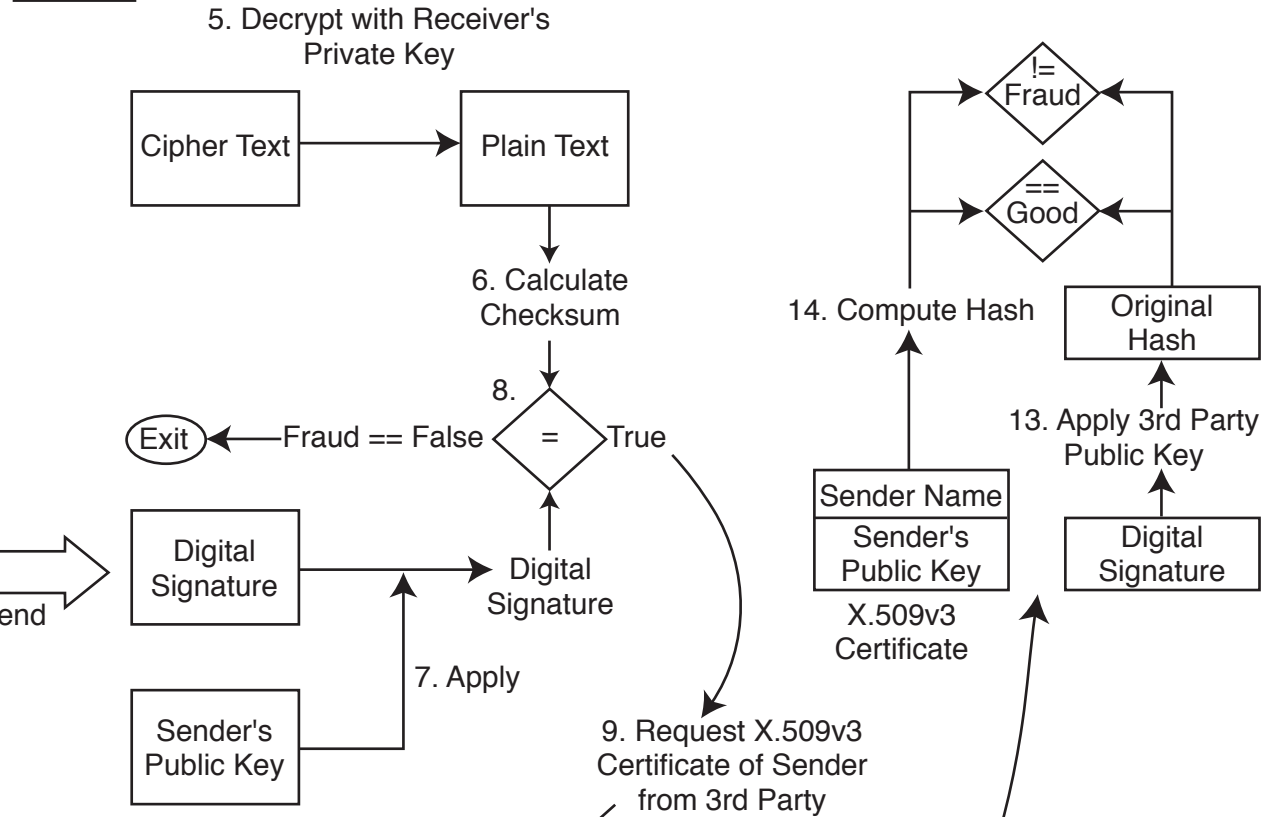 5. Decrypt with Receiver's
Private Key
Cipher Text
Plain Text
6. Calculate
Checksum
8.
Exit
Fraud == False
=
True
Digital
Signature
Digital
Signature
end
7. Apply
Sender's
Public Key
9. Request X.509v3
Certificate of Sender
from 3rd Party
!=
Fraud
==
Good
14. Compute Hash
Original
Hash
13. Apply 3rd Party
Public Key
Sender Name
Sender's
Public Key
X.509v3
Certificate
Digital
Signature